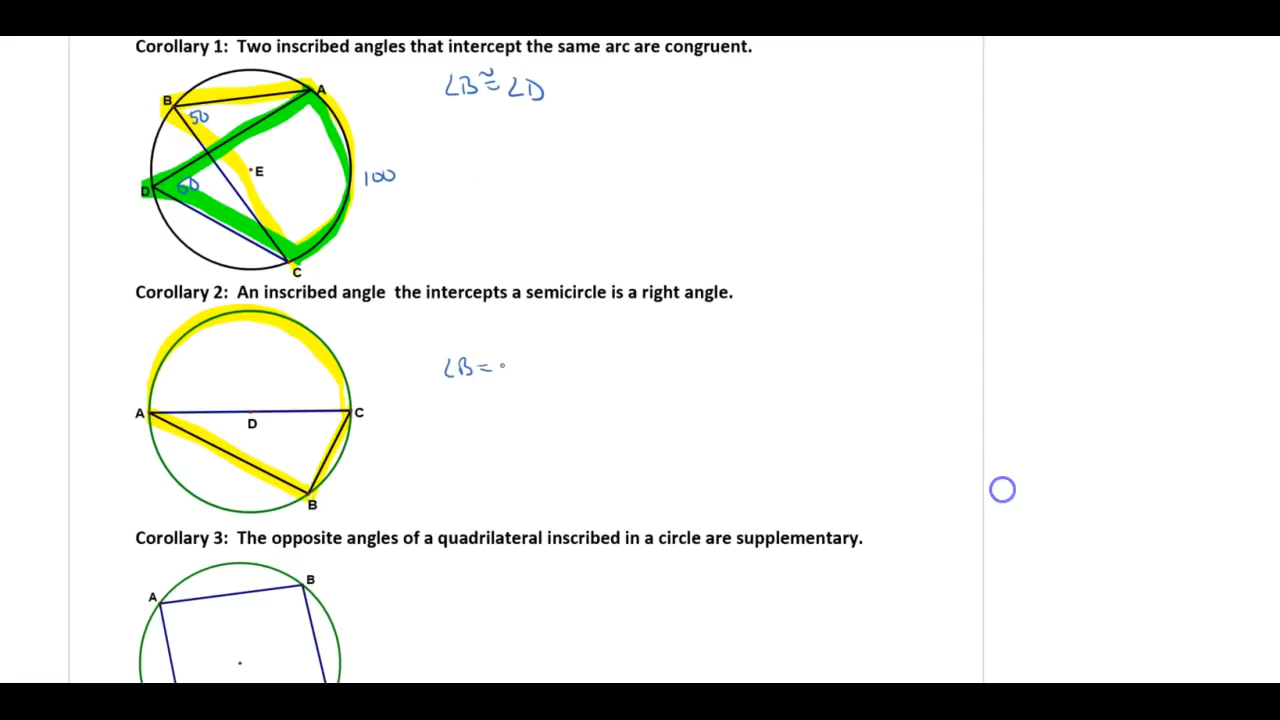 Corollary 1: Two inscribed angles that intercept the same arc are congruent.
∠B ≅ ∠D
B
A
50
E
D
60
100
C
Corollary 2: An inscribed angle the intercepts a semicircle is a right angle.
∠B =
A
D
C
B
Corollary 3: The opposite angles of a quadrilateral inscribed in a circle are supplementary.
A
B